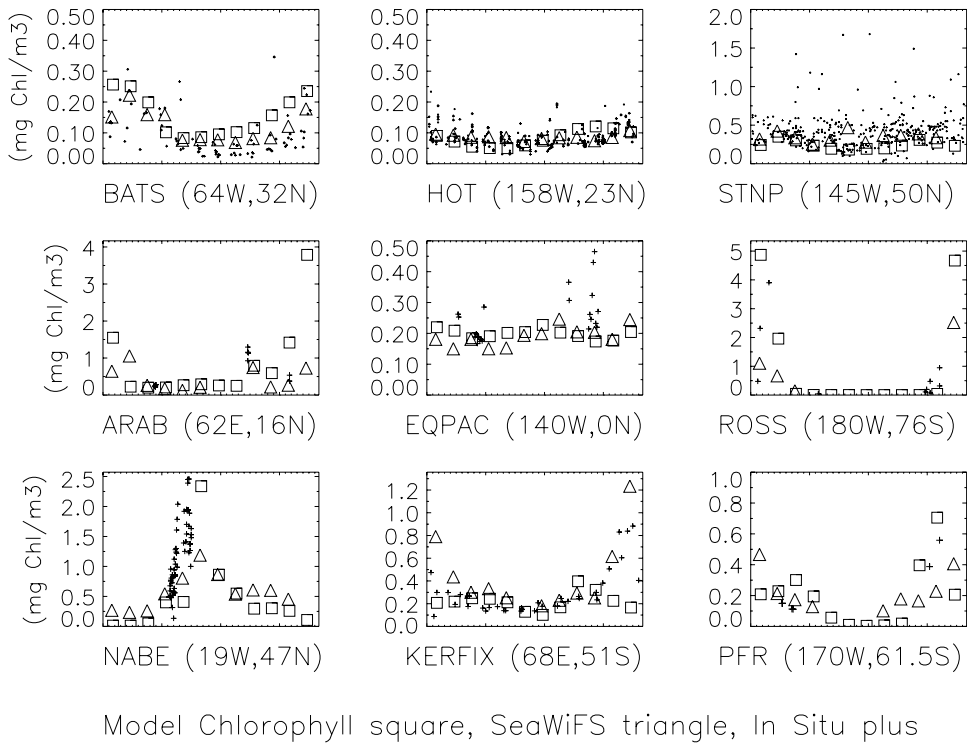 0.50 0.50 2.0
0.40 0.40 1.5
0.30 0.30 1.0
0.20 0.20
0.10 0.10 0.5
0.00 0.00 0.0
(mg Chl/m3)
BATS (64W,32N) HOT (158W,23N) STNP (145W,50N)
4 0.50 5
3 0.40 4
2 0.30 3
1 0.20 2
0.10 1
0 0.00 0
(mg Chl/m3)
ARAB (62E,16N) EQPAC (140W,0N) ROSS (180W,76S)
2.5 1.2 1.0
2.0 1.0 0.8
1.5 0.8 0.6
1.0 0.6 0.4
0.5 0.4 0.2
0.0 0.2 0.0
0.0
(mg Chl/m3)
NABE (19W,47N) KERFIX (68E,51S) PFR (170W,61.5S)
Model Chlorophyll square, SeaWiFS triangle, In Situ plus